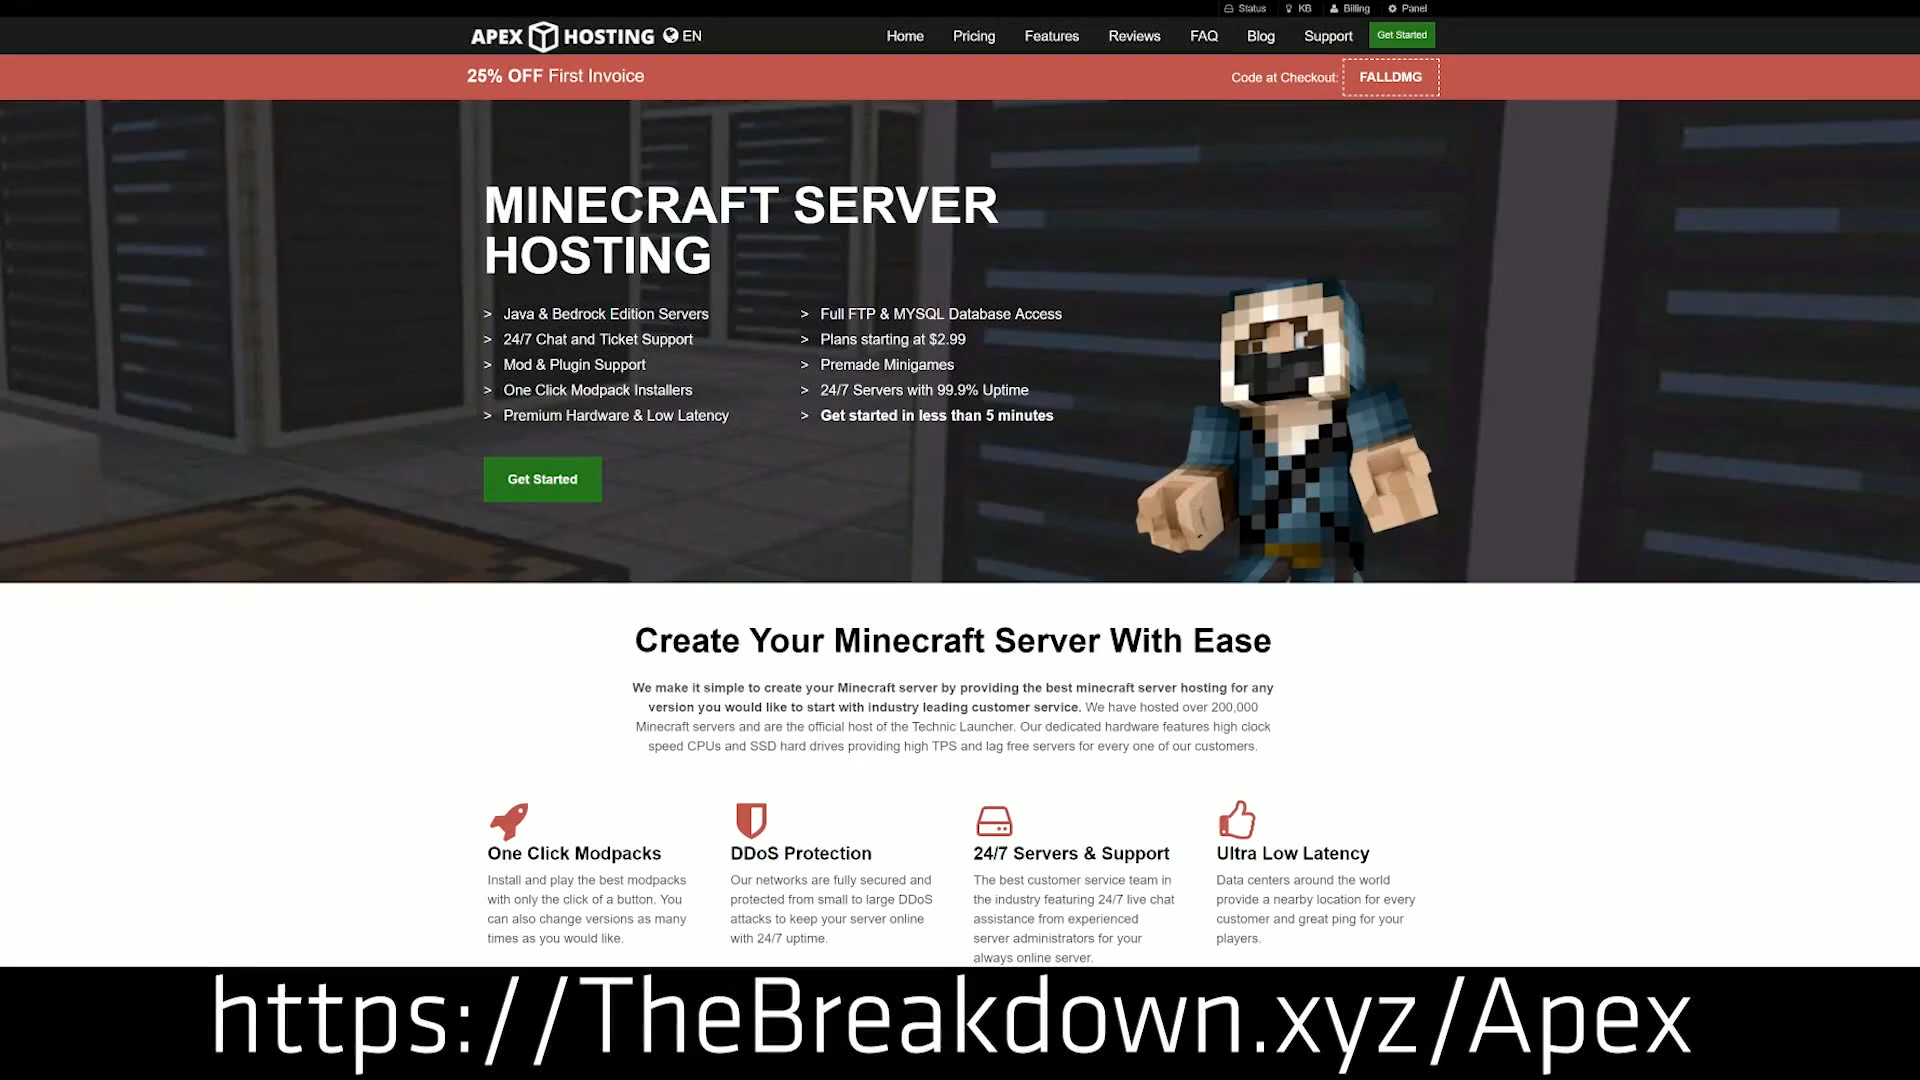 Status KB Billing Panel
APEX HOSTING EN Home Pricing Features Reviews FAQ Blog Support Get Started
25% OFF First Invoice Code at Checkout: FALLDMG
MINECRAFT SERVER
HOSTING
> Java & Bedrock Edition Servers
> 24/7 Chat and Ticket Support
> Mod & Plugin Support
> One Click Modpack Installers
> Premium Hardware & Low Latency
> Full FTP & MYSQL Database Access
> Plans starting at $2.99
> Premade Minigames
> 24/7 Servers with 99.9% Uptime
> Get started in less than 5 minutes
Get Started
Create Your Minecraft Server With Ease
We make it simple to create your Minecraft server by providing the best minecraft server hosting for any
version you would like to start with industry leading customer service. We have hosted over 200,000
Minecraft servers and are the official host of the Technic Launcher. Our dedicated hardware features high clock
speed CPUs and SSD hard drives providing high TPS and lag free servers for every one of our customers.
One Click Modpacks
Install and play the best modpacks
with only the click of a button. You
can also change versions as many
times as you would like.
DDoS Protection
Our networks are fully secured and
protected from small to large DDoS
attacks to keep your server online
with 24/7 uptime.
24/7 Servers & Support
The best customer service team in
the industry featuring 24/7 live chat
assistance from experienced
server administrators for your
always online server.
Ultra Low Latency
Data centers around the world
provide a nearby location for every
customer and great ping for your
players.
https://TheBreakdown.xyz/Apex